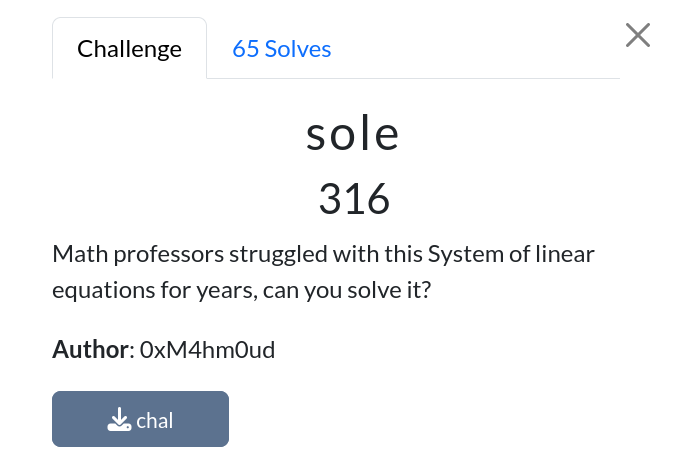 Challenge
65 Solves
sole
316
Math professors struggled with this System of linear
equations for years, can you solve it?
Author: 0xM4hm0ud
chal